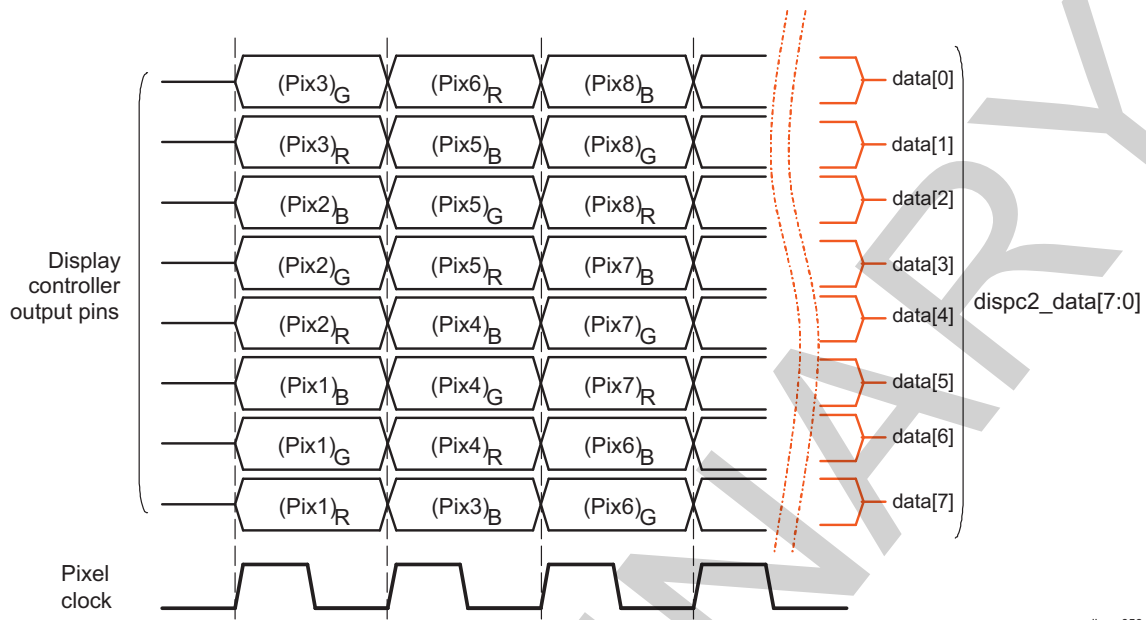 (Pix3)G (Pix6)R (Pix8)B data[0]
(Pix3)R (Pix5)B (Pix8)G data[1]
(Pix2)B (Pix5)G (Pix8)R data[2]
(Pix2)G (Pix5)R (Pix7)B data[3]
Display
controller
output pins
dispc2_data[7:0]
(Pix2)R (Pix4)B (Pix7)G data[4]
(Pix1)B (Pix4)G (Pix7)R data[5]
(Pix1)G (Pix4)R (Pix6)B data[6]
(Pix1)R (Pix3)B (Pix6)G data[7]
Pixel
clock